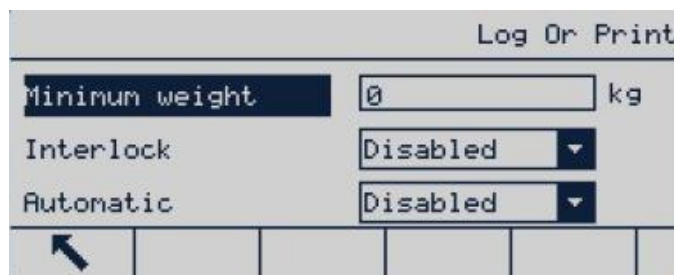 Log Or Print
Minimum weight 0 kg
Interlock Disabled
Automatic Disabled